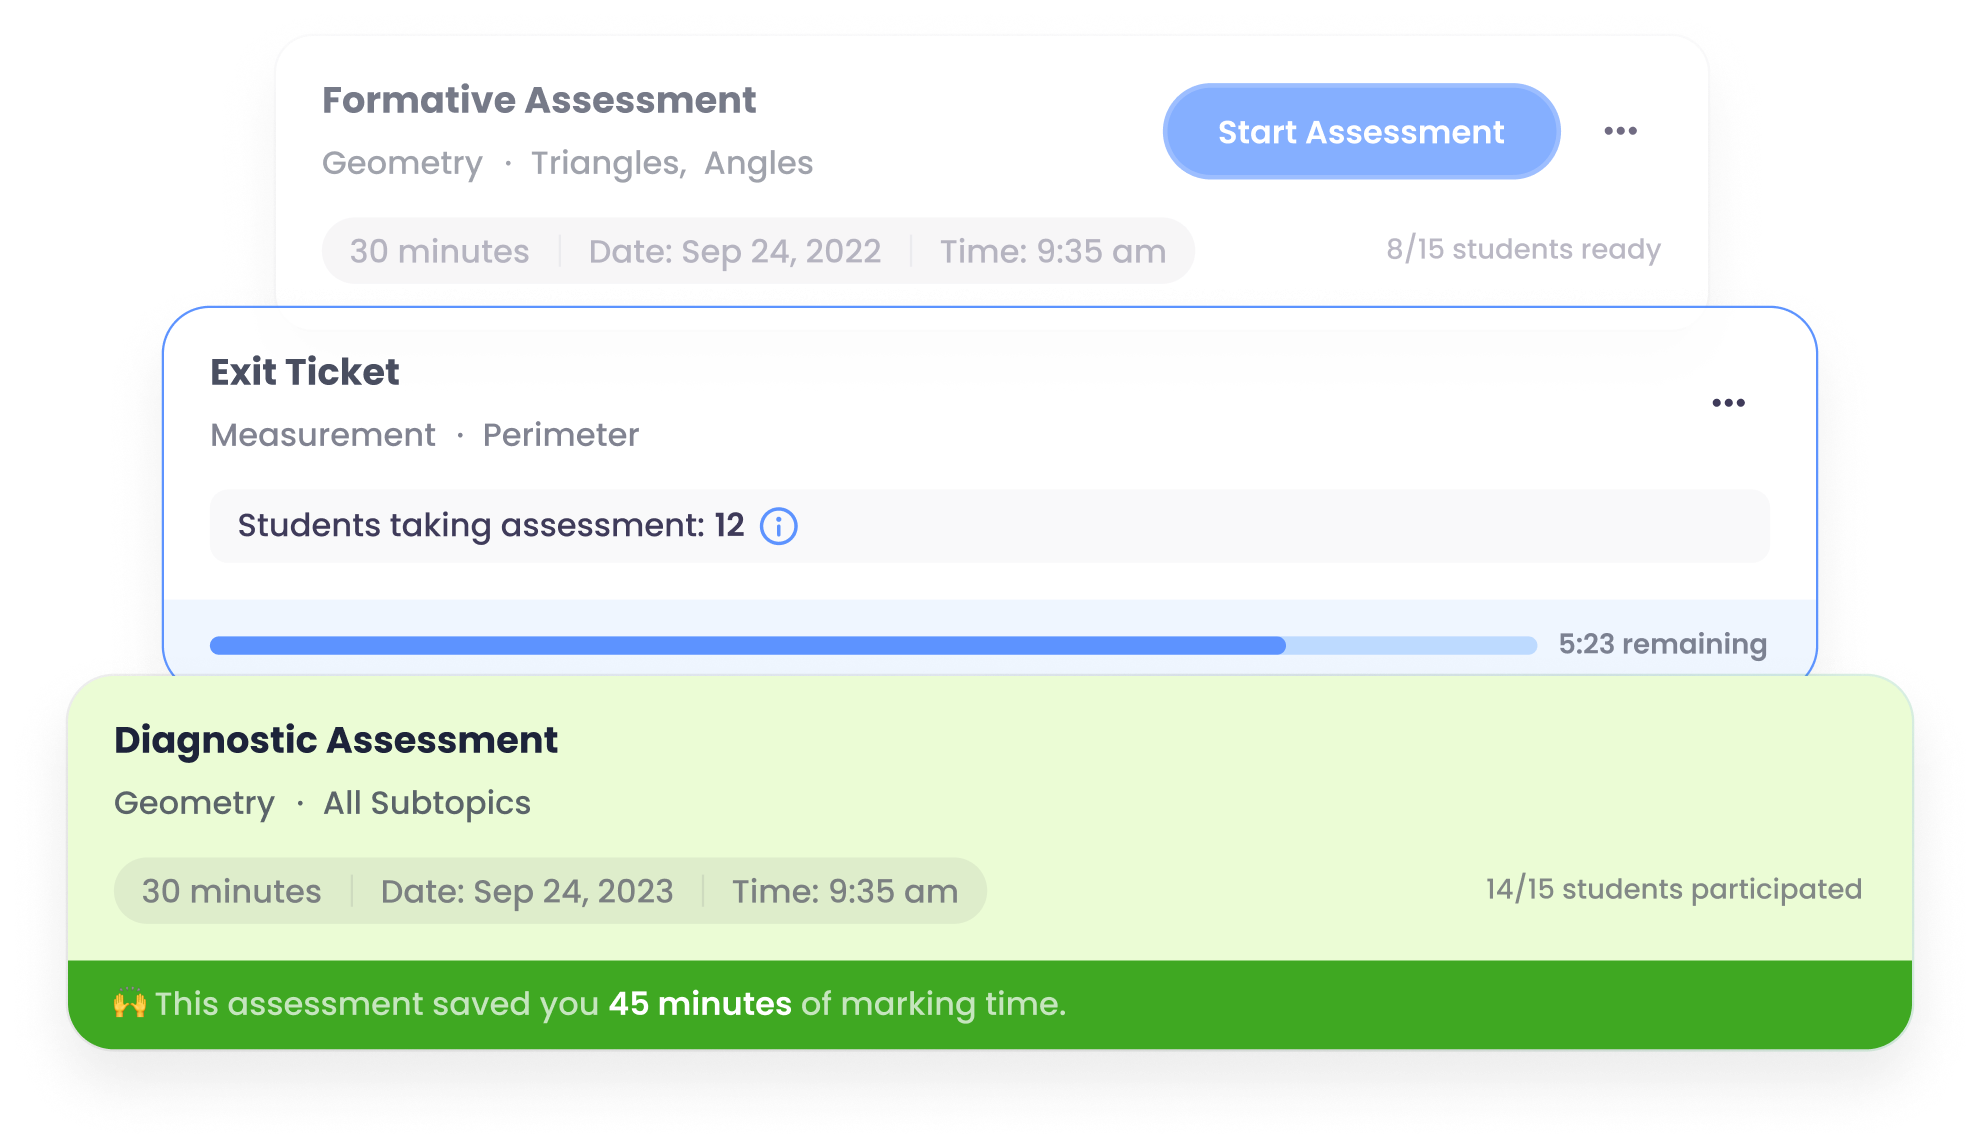 Formative Assessment
Start Assessment
Geometry · Triangles, Angles
30 minutes Date: Sep 24, 2022 Time: 9:35 am
8/15 students ready
Exit Ticket
Measurement · Perimeter
Students taking assessment: 12
5:23 remaining
Diagnostic Assessment
Geometry · All Subtopics
30 minutes Date: Sep 24, 2023 Time: 9:35 am
14/15 students participated
🙌 This assessment saved you 45 minutes of marking time.